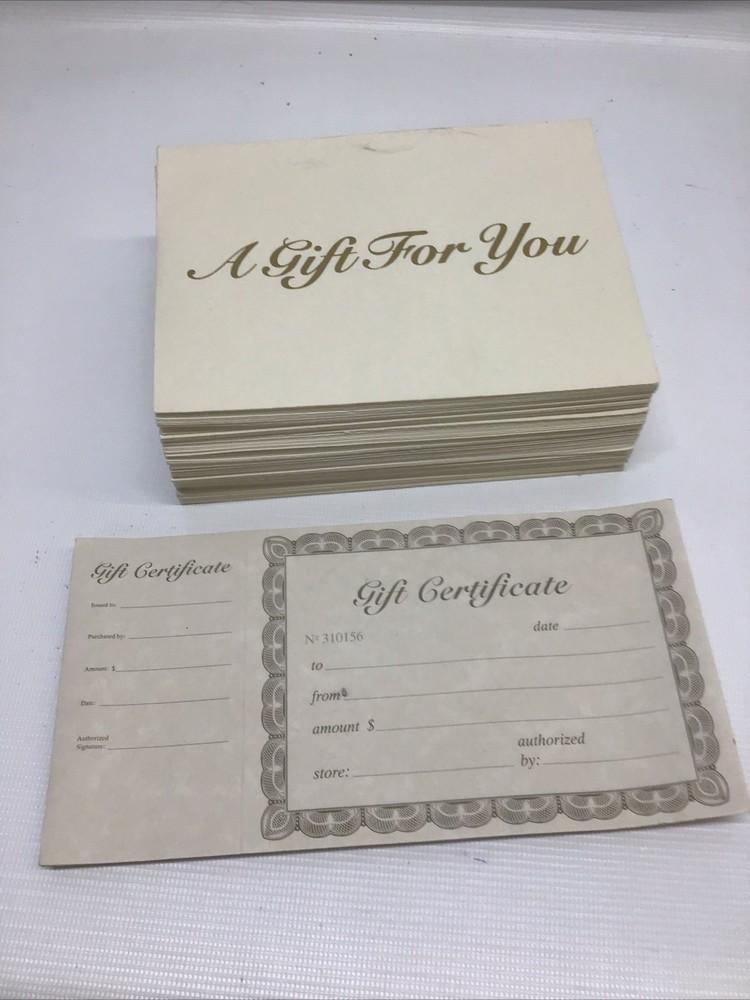 A Gift For You
Gift Certificate
Issued to:
Purchased by:
Amount: $
Date:
Authorized
Signature:
Gift Certificate
Nº 310156
date
to
from
amount $
authorized
store: by: